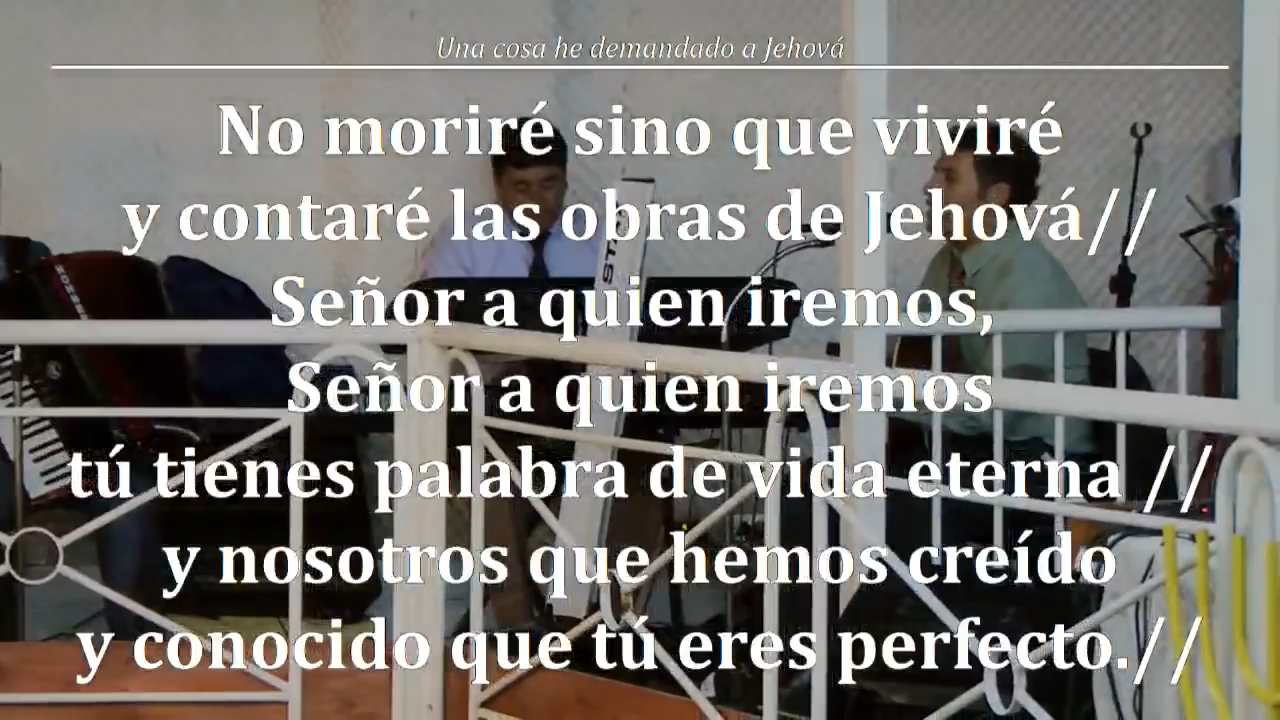 Una cosa he demandado a Jehová
No moriré sino que viviré
y contaré las obras de Jehová//
Señor a quien iremos,
Señor a quien iremos
tú tienes palabra de vida eterna //
y nosotros que hemos creído
y conocido que tú eres perfecto.//